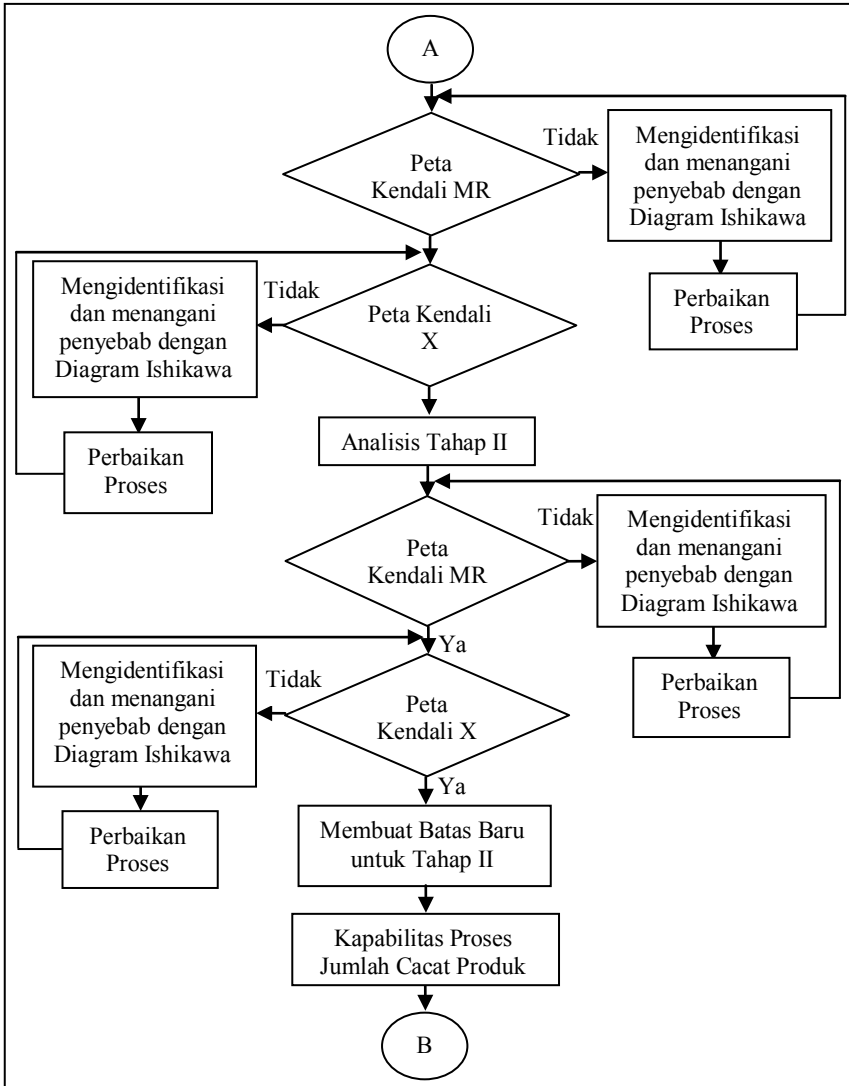 A
Peta
Kendali MR
Tidak
Mengidentifikasi
dan menangani
penyebab dengan
Diagram Ishikawa
Perbaikan
Proses
Peta Kendali
X
Tidak
Mengidentifikasi
dan menangani
penyebab dengan
Diagram Ishikawa
Perbaikan
Proses
Analisis Tahap II
Peta
Kendali MR
Tidak
Mengidentifikasi
dan menangani
penyebab dengan
Diagram Ishikawa
Perbaikan
Proses
Ya
Peta
Kendali X
Tidak
Mengidentifikasi
dan menangani
penyebab dengan
Diagram Ishikawa
Perbaikan
Proses
Ya
Membuat Batas Baru
untuk Tahap II
Kapabilitas Proses
Jumlah Cacat Produk
B